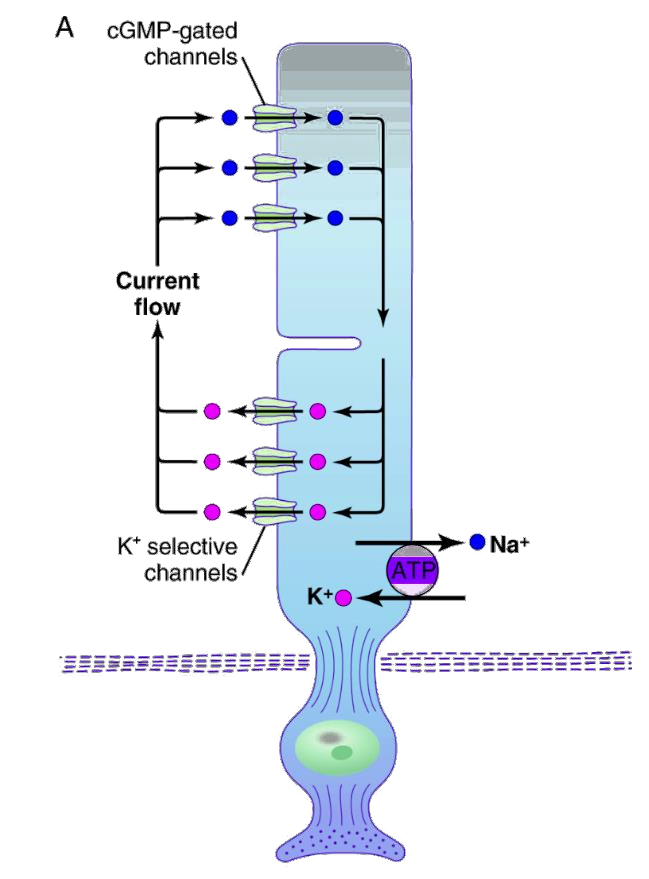 A
cGMP-gated
channels
Current
flow
K⁺ selective
channels
Na⁺
ATP
K⁺